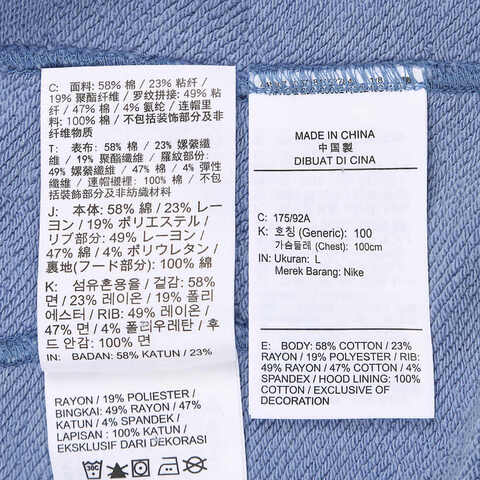 C: 面料: 58% 棉 / 23% 粘纤 /
19% 聚酯纤维 / 罗纹拼接: 49% 粘
纤 / 47% 棉 / 4% 氨纶 / 连帽里
料: 100% 棉 / 不包括装饰部分及非
纤维物质
T: 表布: 58% 棉 / 23% 嫘縈纖
維 / 19% 聚酯纖維 / 羅紋部份:
49% 嫘縈纖維 / 47% 棉 / 4% 彈性
纖維 / 連帽襯裡: 100% 棉 / 不包
括裝飾部分及非紡織材料
J: 本体: 58% 綿 / 23% レー
ヨン / 19% ポリエステル /
リブ部分: 49% レーヨン /
47% 綿 / 4% ポリウレタン /
裏地(フード部分): 100% 綿
K: 섬유혼용율 / 겉감: 58%
면 / 23% 레이온 / 19% 폴리
에스터 / RIB: 49% 레이온 /
47% 면 / 4% 폴리우레탄 / 후
드 안감: 100% 면
IN: BADAN: 58% KATUN / 23%
RAYON / 19% POLIESTER /
BINGKAI: 49% RAYON / 47%
KATUN / 4% SPANDEK /
LAPISAN : 100% KATUN /
EKSKLUSIF DARI DEKORASI
30C
MADE IN CHINA
中国製
DIBUAT DI CINA
C: 175/92A
K: 호칭 (Generic): 100
가슴둘레 (Chest): 100cm
IN: Ukuran: L
Merek Barang: Nike
E: BODY: 58% COTTON / 23%
RAYON / 19% POLYESTER / RIB:
49% RAYON / 47% COTTON / 4%
SPANDEX / HOOD LINING: 100%
COTTON / EXCLUSIVE OF
DECORATION